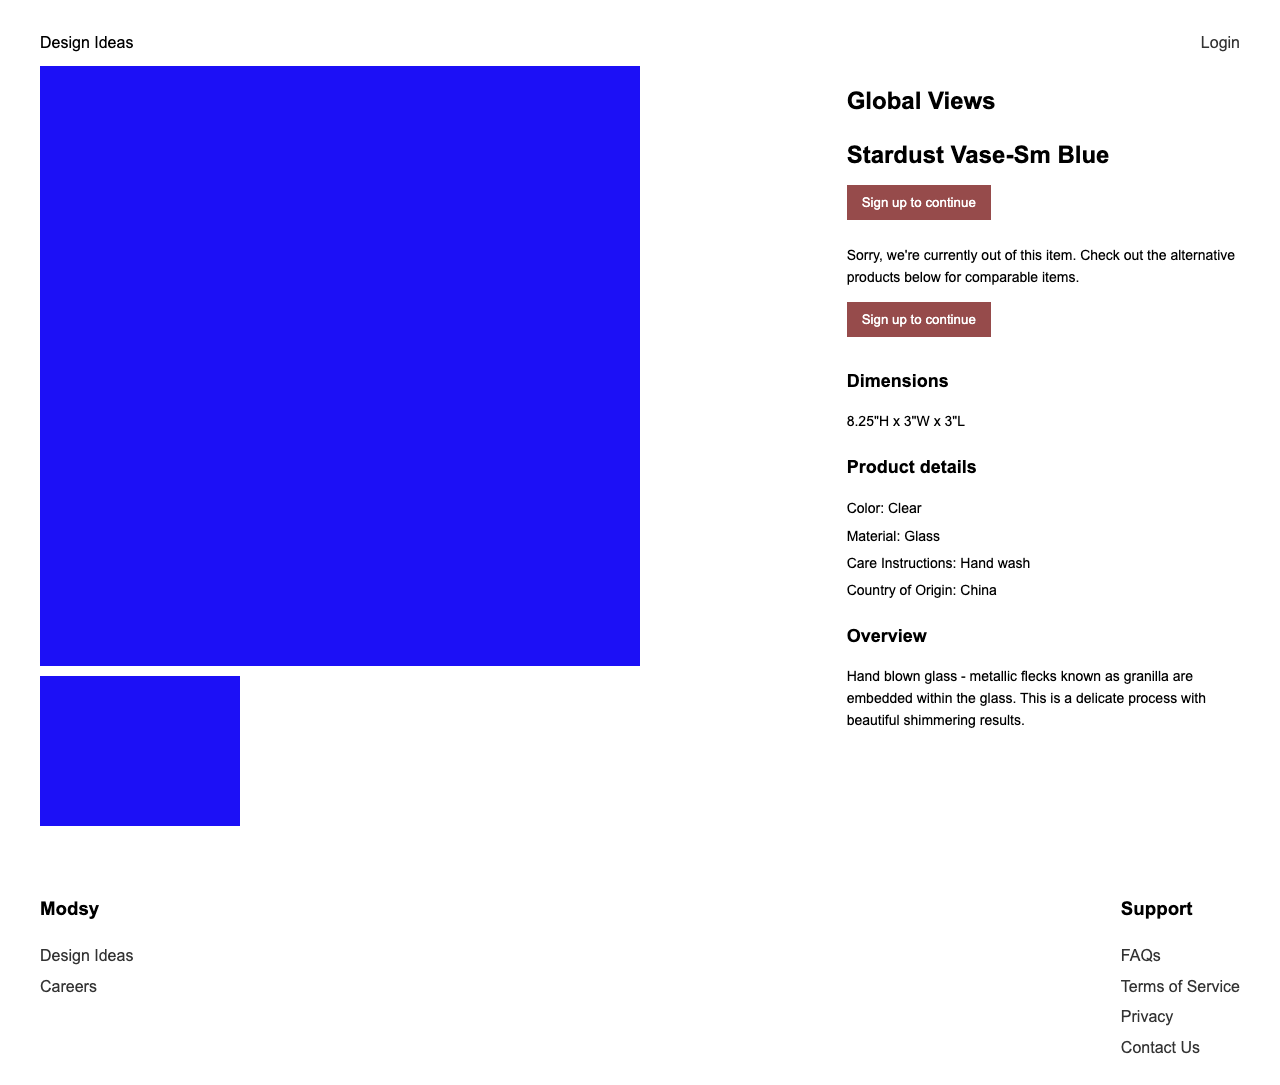 Design Ideas
Login
Global Views
Stardust Vase-Sm Blue
Sign up to continue
Sorry, we're currently out of this item. Check out the alternative
products below for comparable items.
Sign up to continue
Dimensions
8.25"H x 3"W x 3"L
Product details
Color: Clear
Material: Glass
Care Instructions: Hand wash
Country of Origin: China
Overview
Hand blown glass - metallic flecks known as granilla are
embedded within the glass. This is a delicate process with
beautiful shimmering results.
Modsy
Design Ideas
Careers
Support
FAQs
Terms of Service
Privacy
Contact Us